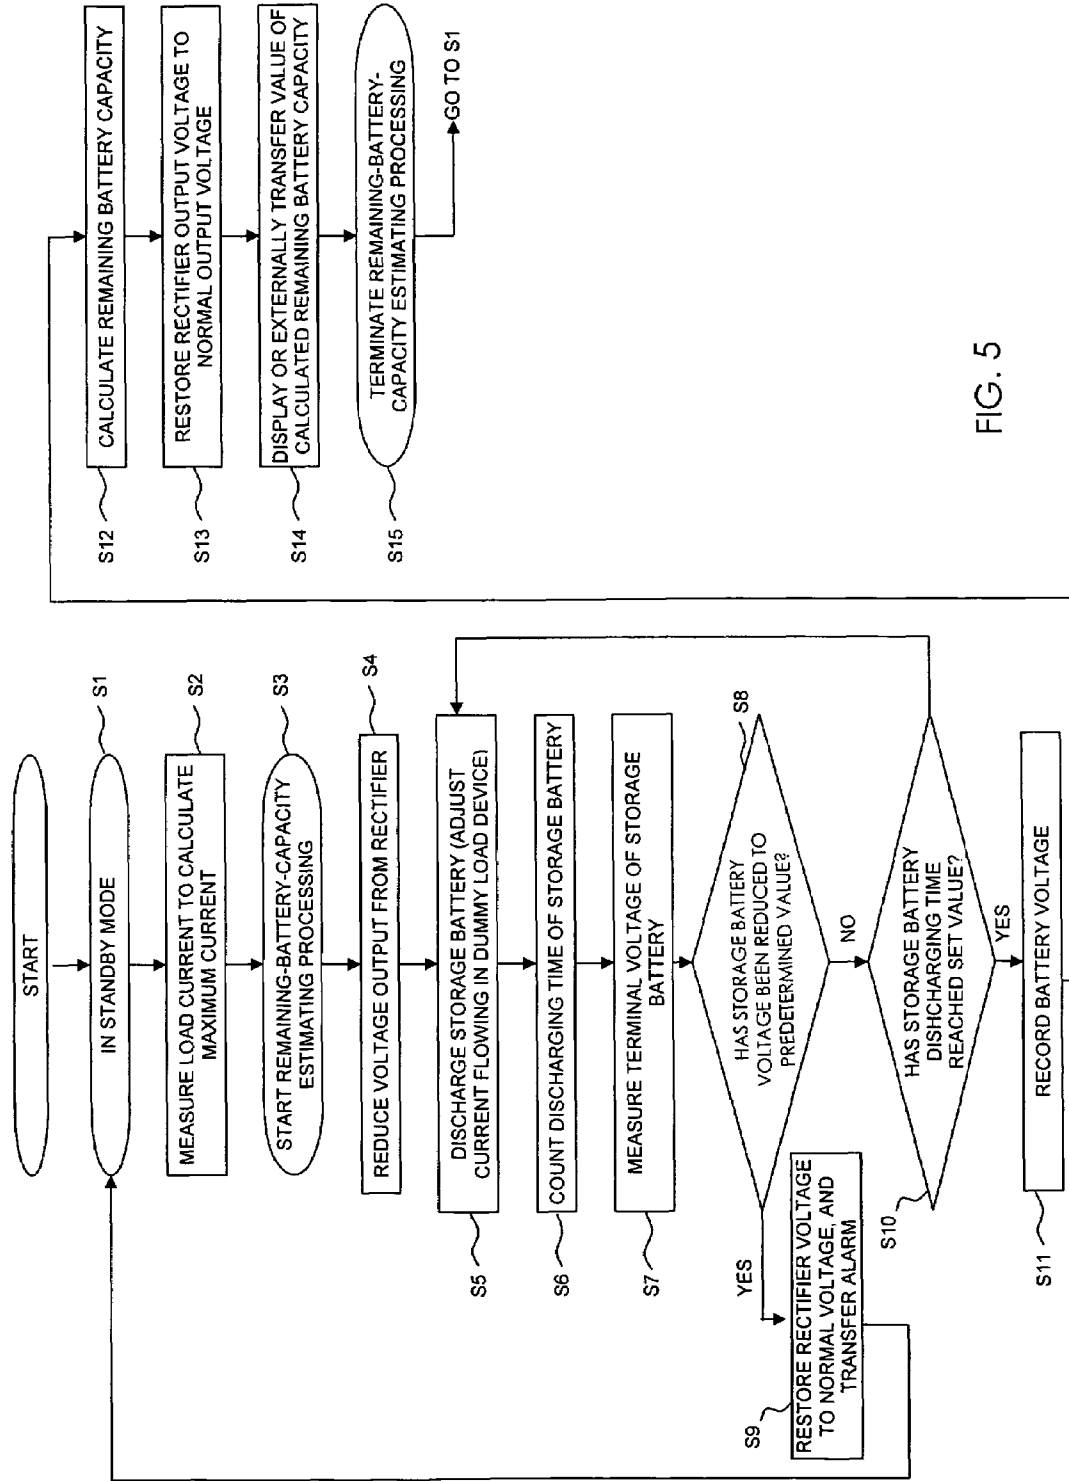 START
IN STANDBY MODE
S1
MEASURE LOAD CURRENT TO CALCULATE
MAXIMUM CURRENT
S2
START REMAINING-BATTERY-CAPACITY
ESTIMATING PROCESSING
S3
REDUCE VOLTAGE OUTPUT FROM RECTIFIER
S4
DISCHARGE STORAGE BATTERY (ADJUST
CURRENT FLOWING IN DUMMY LOAD DEVICE)
S5
COUNT DISCHARGING TIME OF STORAGE BATTERY
S6
MEASURE TERMINAL VOLTAGE OF STORAGE
BATTERY
S7
HAS STORAGE BATTERY
VOLTAGE BEEN REDUCED TO
PREDETERMINED VALUE?
S8
YES
NO
RESTORE RECTIFIER VOLTAGE
TO NORMAL VOLTAGE, AND
TRANSFER ALARM
S9
HAS STORAGE BATTERY
DISHCHARGING TIME
REACHED SET VALUE?
S10
YES
RECORD BATTERY VOLTAGE
S11
CALCULATE REMAINING BATTERY CAPACITY
S12
RESTORE RECTIFIER OUTPUT VOLTAGE TO
NORMAL OUTPUT VOLTAGE
S13
DISPLAY OR EXTERNALLY TRANSFER VALUE OF
CALCULATED REMAINING BATTERY CAPACITY
S14
TERMINATE REMAINING-BATTERY-
CAPACITY ESTIMATING PROCESSING
S15
GO TO S1
FIG. 5